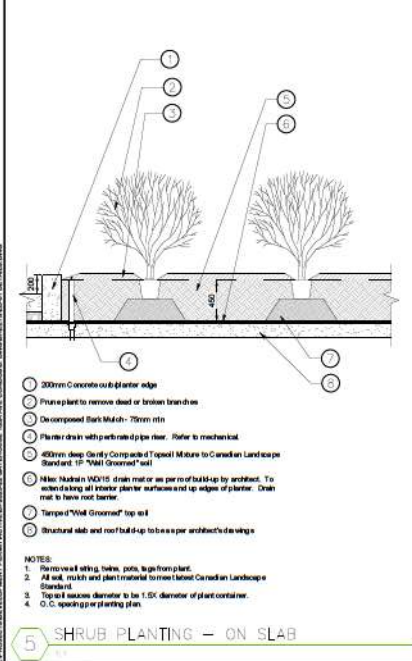 1
2
3
5
6
200
450
4
7
8
1 200mm Concrete curb/planter edge
2 Prune plant to remove dead or broken branches
3 Decomposed Bark Mulch - 75mm min
4 Planter drain with perforated pipe riser. Refer to mechanical
5 450mm deep Gently Compacted Topsoil Mixture to Canadian Landscape
Standard: 1P "Well Groomed" soil
6 Nilex Nudrain WD/15 drain mat or as per roof build-up by architect. To
extend along all interior planter surfaces and up edges of planter. Drain
mat to have root barrier.
7 Tamped "Well Groomed" top soil
8 Structural slab and roof build-up to be as per architect's drawings
NOTES:
1. Remove all string, twine, pots, tags from plant.
2. All soil, mulch and plant material to meet latest Canadian Landscape
Standard.
3. Topsoil sauces diameter to be 1.5X diameter of plant container.
4. O.C. spacing per planting plan.
5 SHRUB PLANTING – ON SLAB